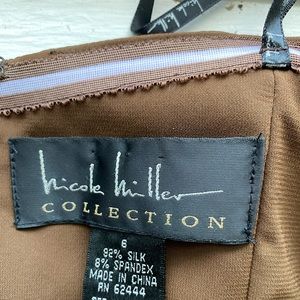 nicole miller
COLLECTION
6
92% SILK
8% SPANDEX
MADE IN CHINA
RN 62444